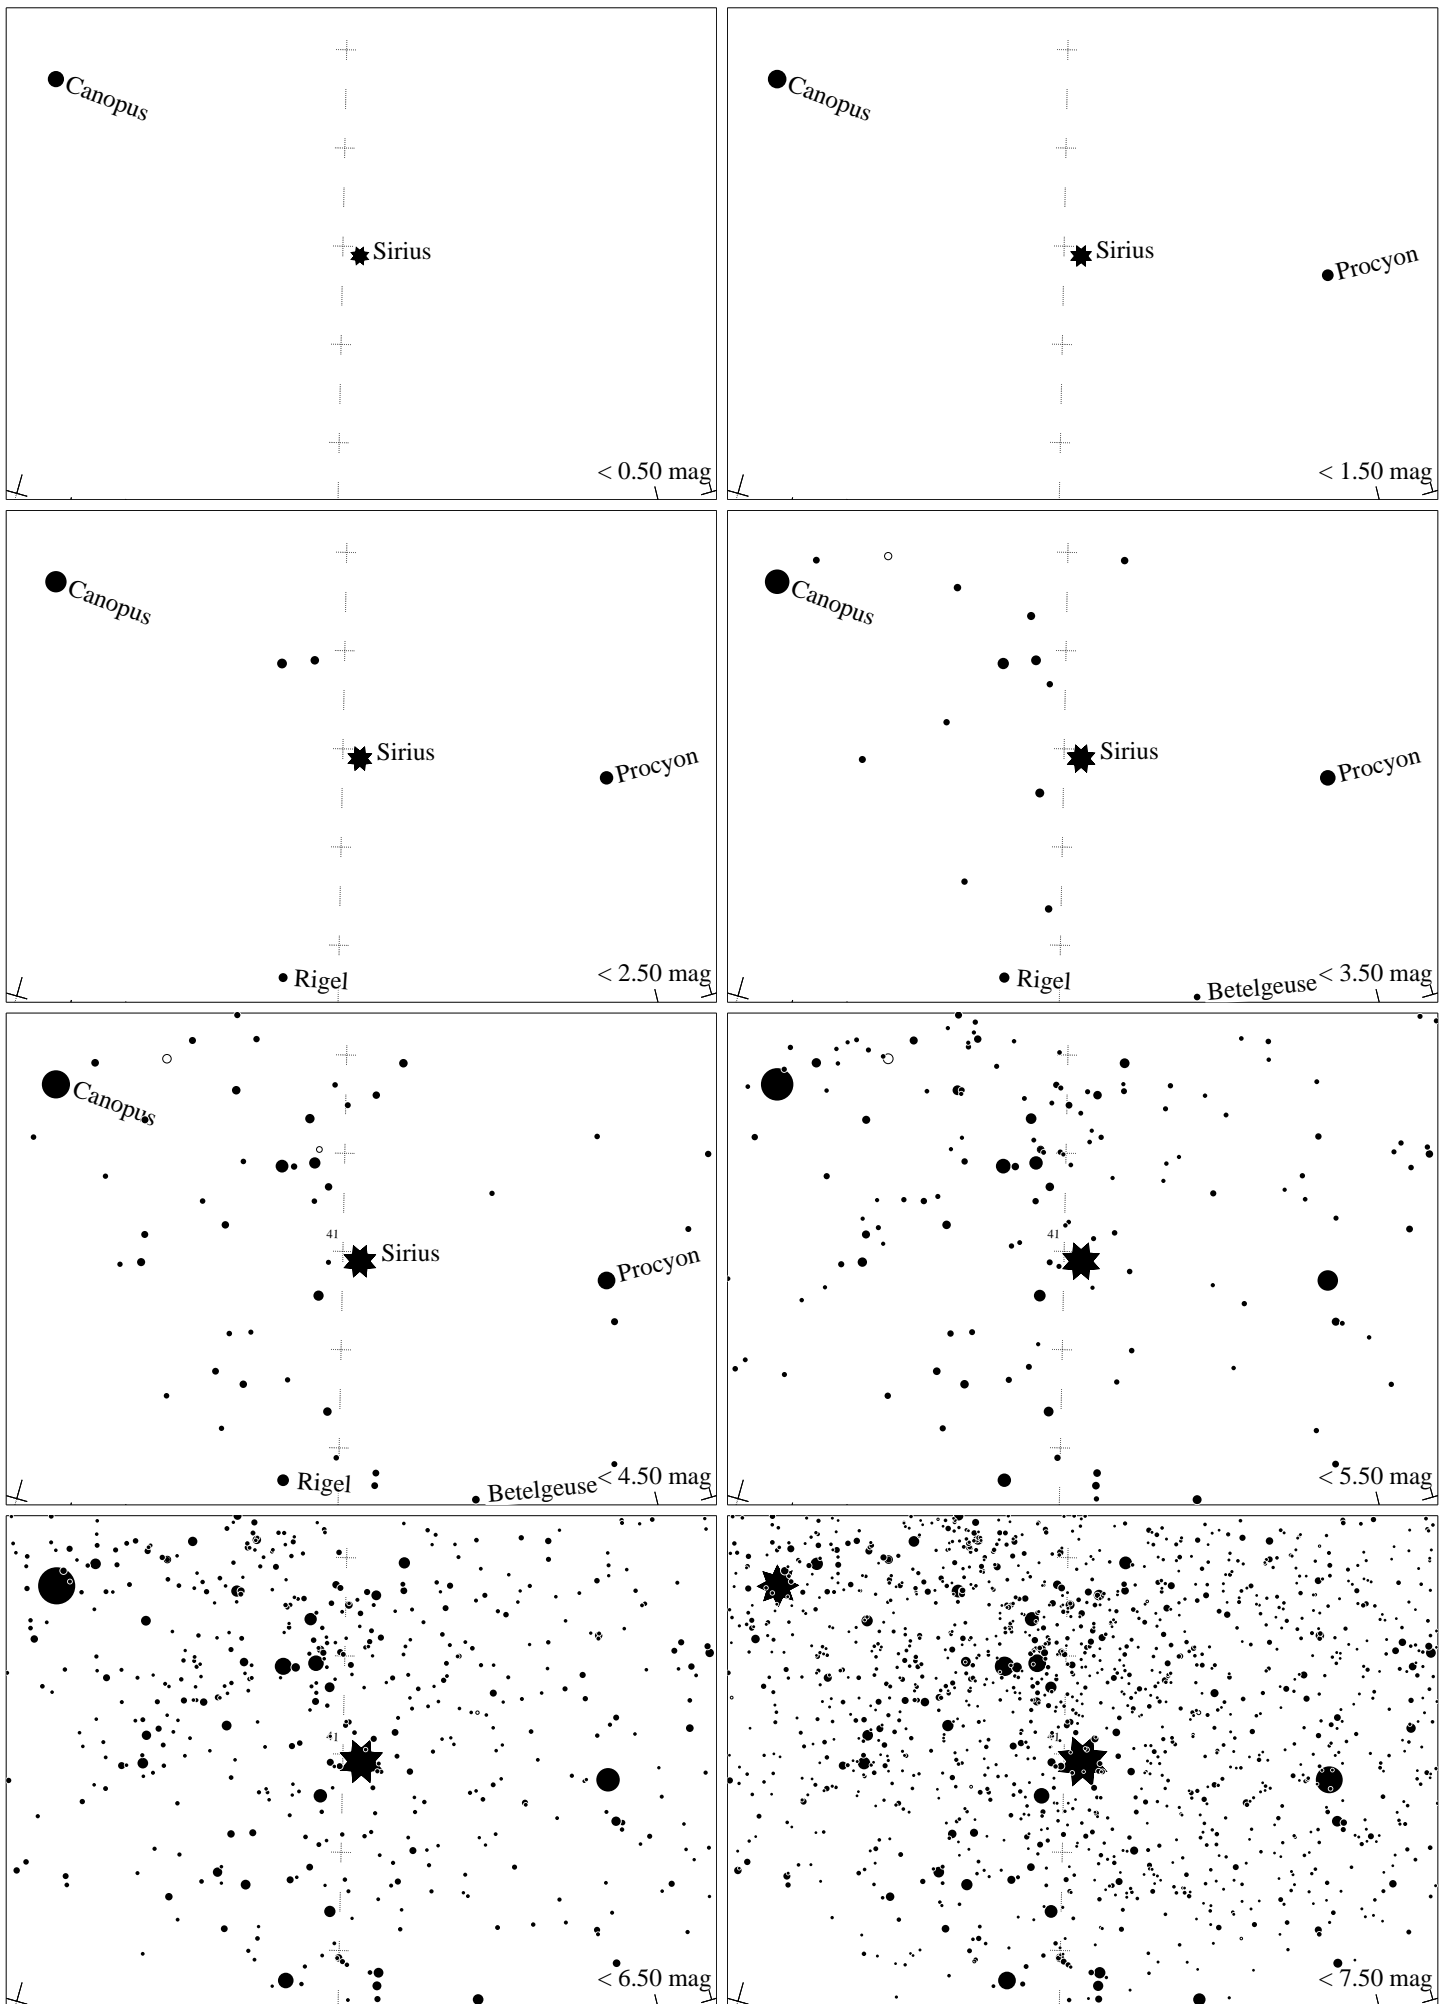 Canopus
Sirius
< 0.50 mag
Canopus
Sirius
Procyon
< 1.50 mag
Canopus
Sirius
Procyon
Rigel
< 2.50 mag
Canopus
Sirius
Procyon
Rigel
Betelgeuse
< 3.50 mag
Canopus
41
Sirius
Procyon
Rigel
Betelgeuse
< 4.50 mag
41
< 5.50 mag
41
< 6.50 mag
41
< 7.50 mag